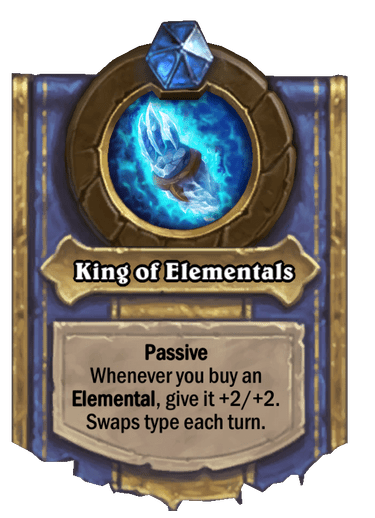 King of Elementals
Passive
Whenever you buy an
Elemental, give it +2/+2.
Swaps type each turn.